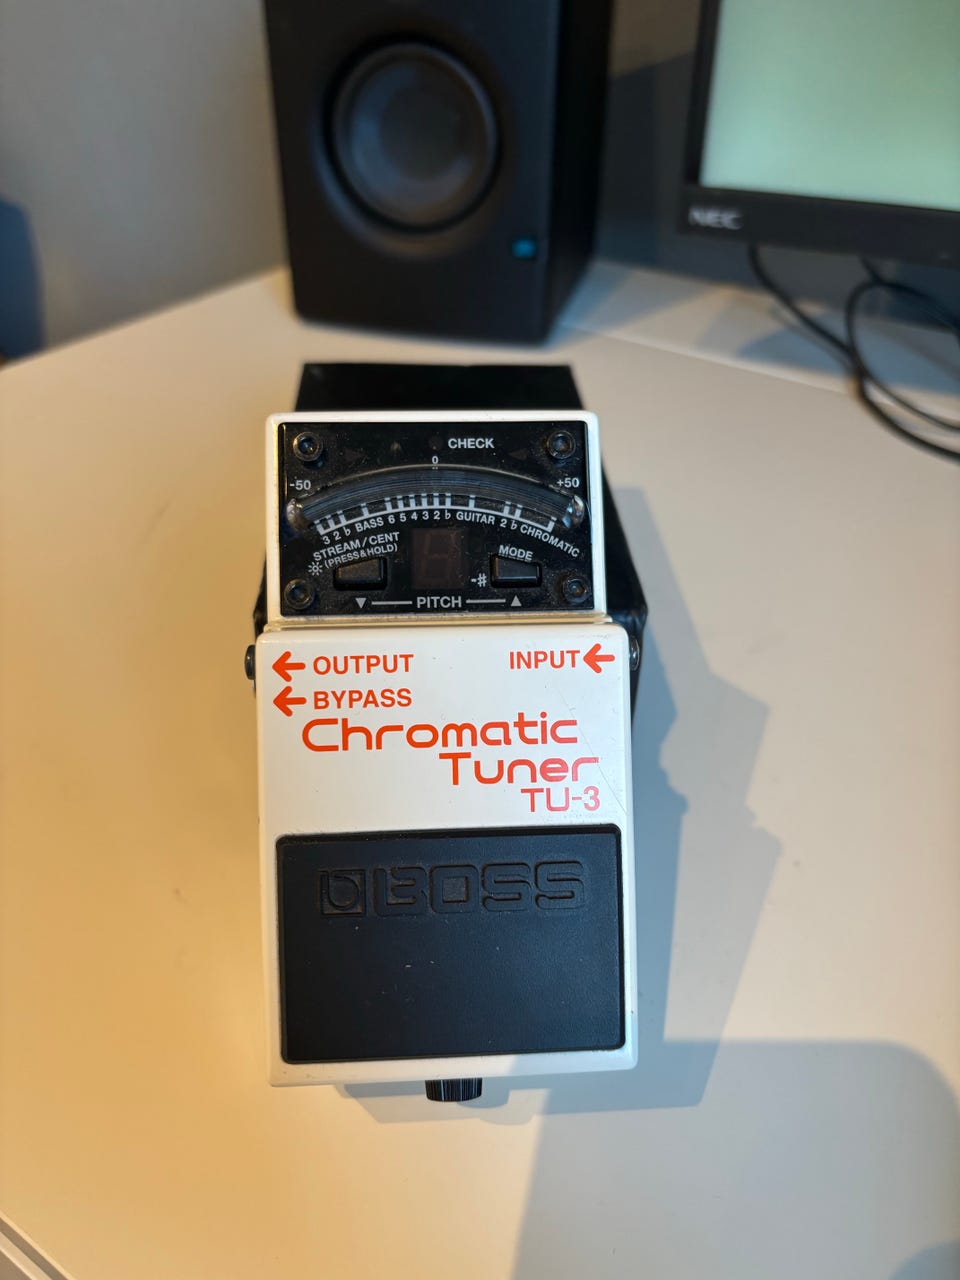 NEC
CHECK
0
-50 +50
3 2 ♭ BASS 6 5 4 3 2 ♭ GUITAR 2 ♭ CHROMATIC
STREAM/CENT
(PRESS&HOLD)
MODE
-♯
▼ PITCH ▲
← OUTPUT INPUT ←
← BYPASS
Chromatic
Tuner
TU-3
BOSS